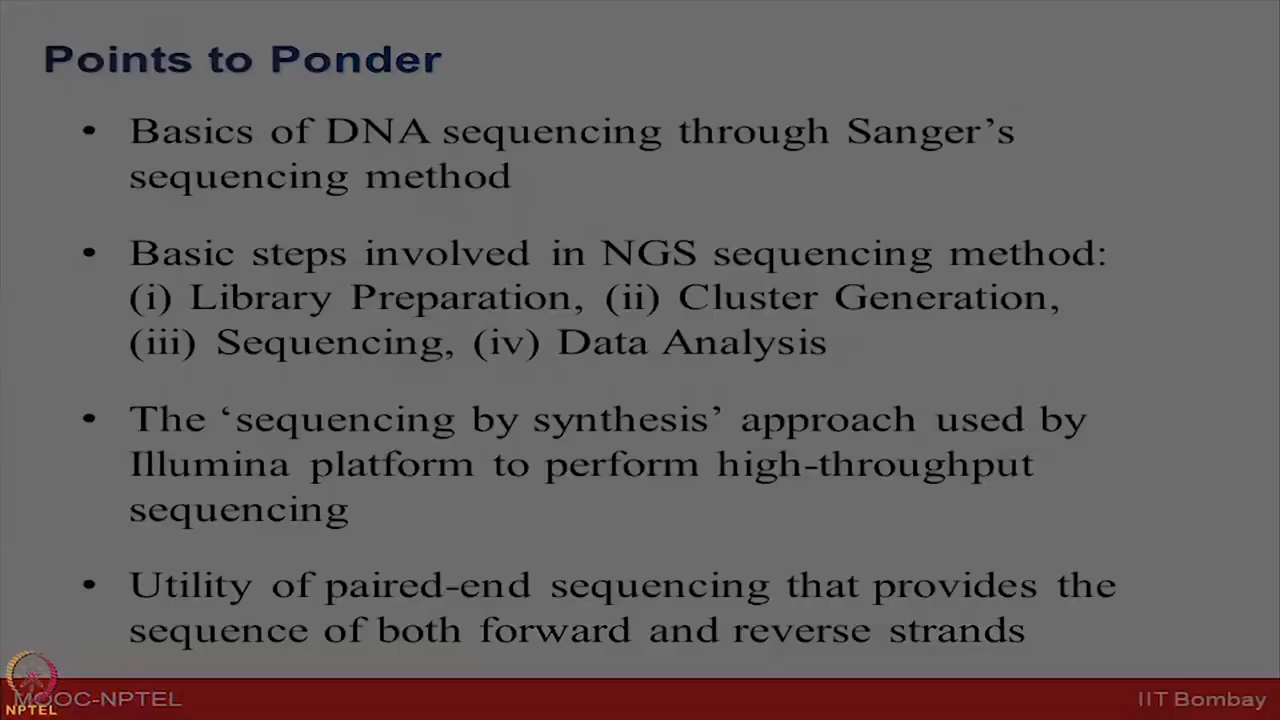 Points to Ponder
• Basics of DNA sequencing through Sanger’s
sequencing method
• Basic steps involved in NGS sequencing method:
(i) Library Preparation, (ii) Cluster Generation,
(iii) Sequencing, (iv) Data Analysis
• The ‘sequencing by synthesis’ approach used by
Illumina platform to perform high-throughput
sequencing
• Utility of paired-end sequencing that provides the
sequence of both forward and reverse strands
MOOC-NPTEL
NPTEL
IIT Bombay